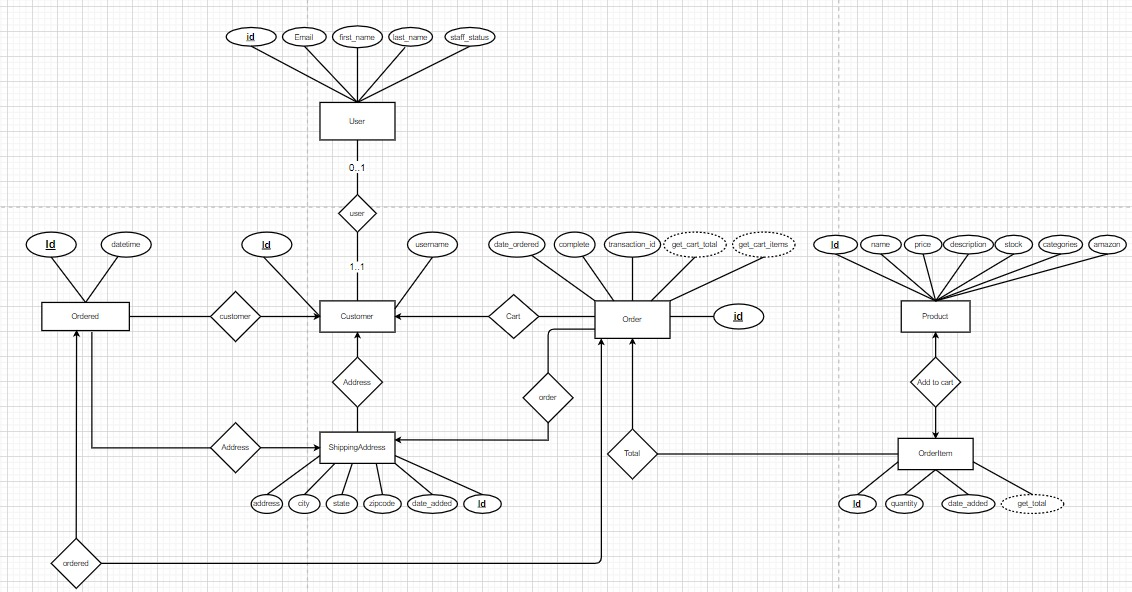 id
Email
first_name
last_name
staff_status
User
0..1
user
Id
datetime
Id
username
date_ordered
complete
transaction_id
get_cart_total
get_cart_items
Id
name
price
description
stock
categories
amazon
1..1
Ordered
customer
Customer
Cart
Order
id
Product
Address
order
Add to cart
Address
ShippingAddress
Total
OrderItem
address
city
state
zipcode
date_added
id
Id
quantity
date_added
get_total
ordered